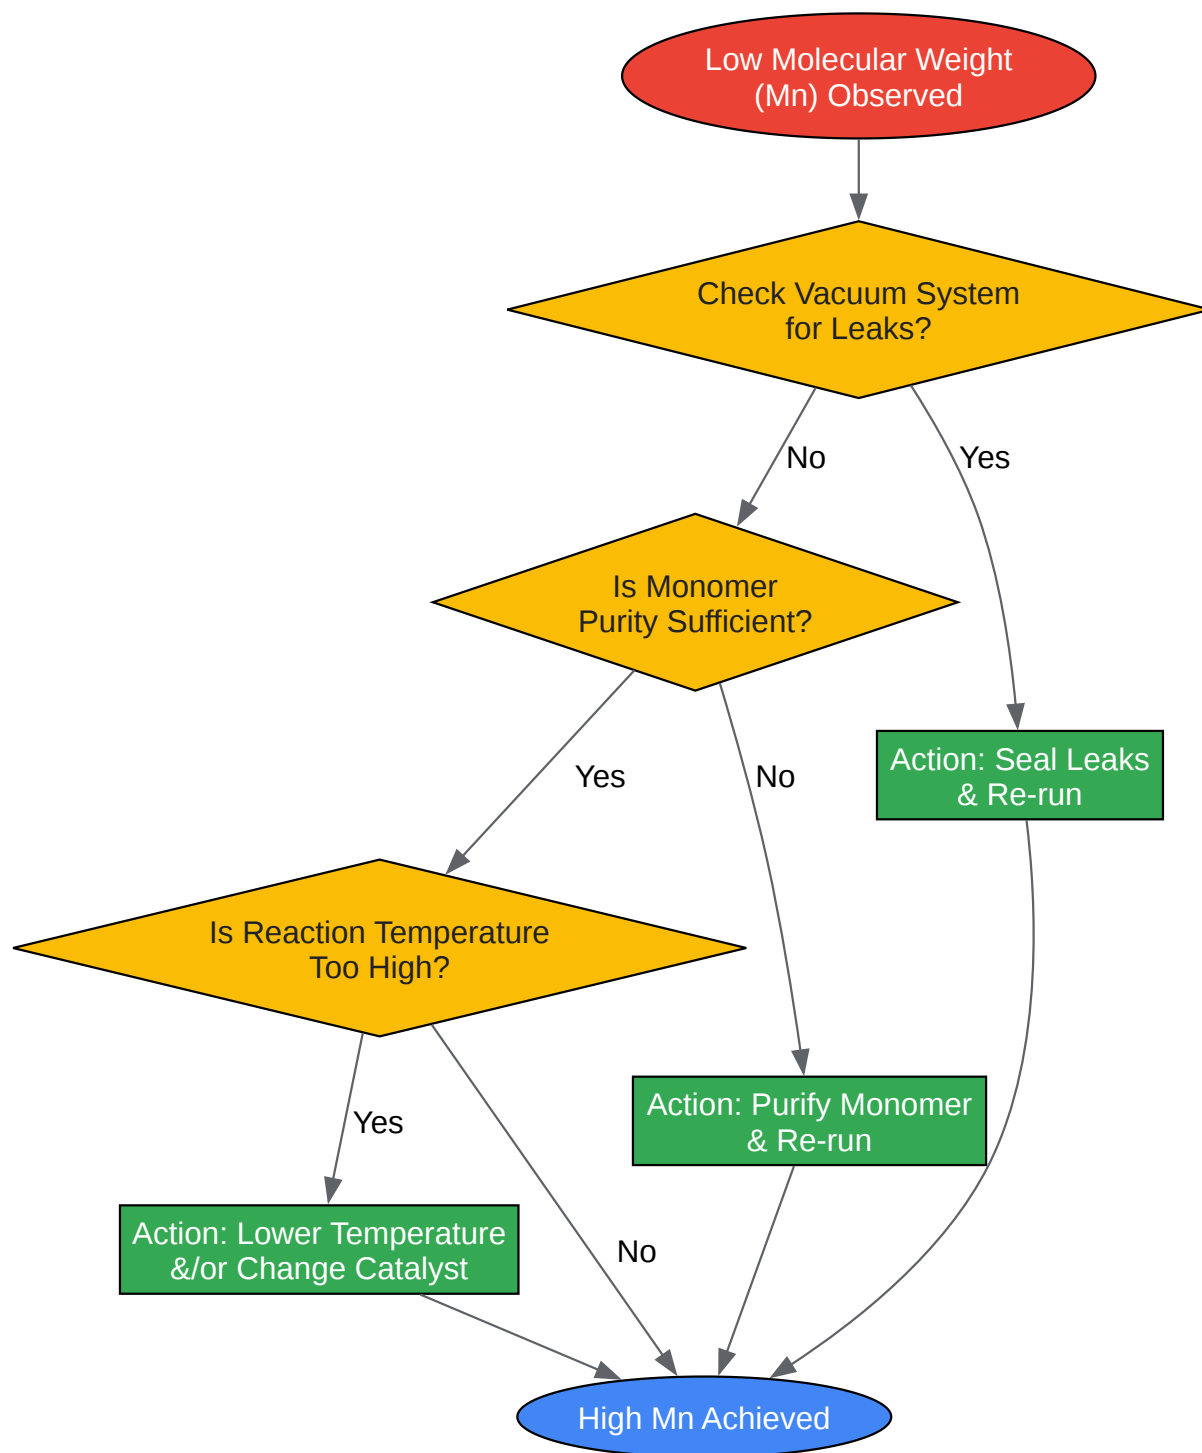 Low Molecular Weight
(Mn) Observed
Check Vacuum System
for Leaks?
No
Yes
Is Monomer
Purity Sufficient?
Yes
No
Action: Seal Leaks
& Re-run
Is Reaction Temperature
Too High?
Yes
No
Action: Purify Monomer
& Re-run
Action: Lower Temperature
&/or Change Catalyst
High Mn Achieved